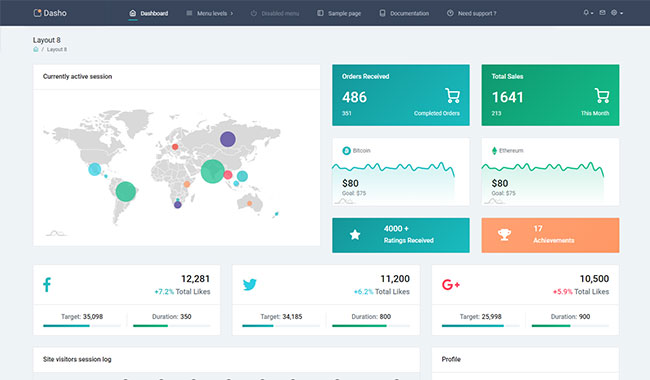 Dasho
Dashboard
Menu levels
Disabled menu
Sample page
Documentation
Need support ?
Layout 8
/ Layout 8
Currently active session
Orders Received
486
351
Completed Orders
Total Sales
1641
213
This Month
Bitcoin
$80
Goal: $75
Ethereum
$80
Goal: $75
4000 +
Ratings Received
17
Achievements
12,281
+7.2% Total Likes
Target: 35,098
Duration: 350
11,200
+6.2% Total Likes
Target: 34,185
Duration: 800
G+
10,500
+5.9% Total Likes
Target: 25,998
Duration: 900
Site visitors session log
Profile